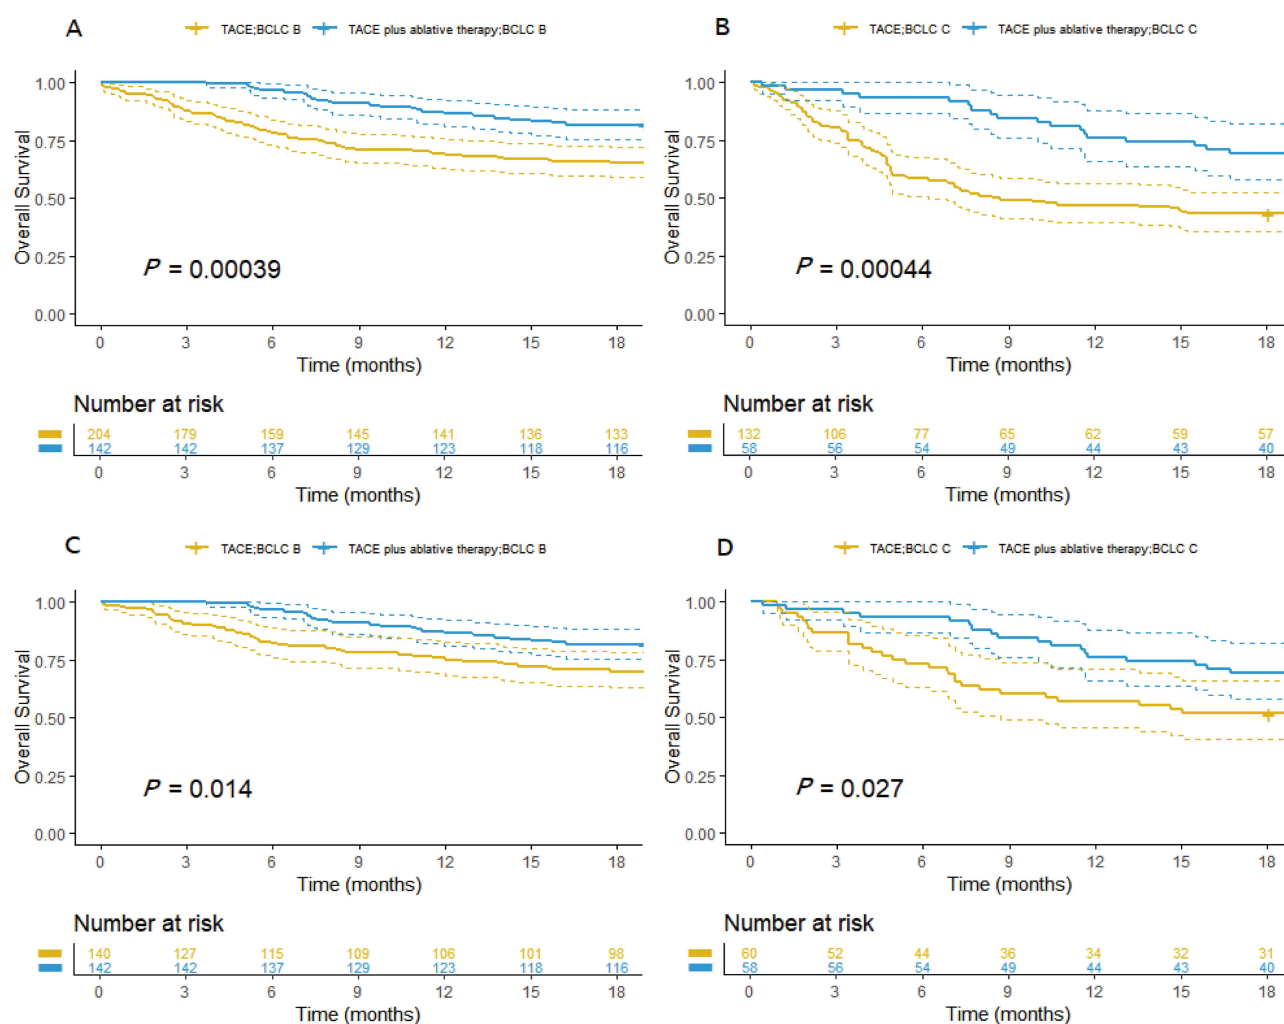 A
TACE;BCLC B TACE plus ablative therapy;BCLC B
Overall Survival
1.00
0.75
0.50
0.25
0.00
P = 0.00039
0 3 6 9 12 15 18
Time (months)
Number at risk
204 179 159 145 141 136 133
142 142 137 129 123 118 116
0 3 6 9 12 15 18
Time (months)
B
TACE;BCLC C TACE plus ablative therapy;BCLC C
Overall Survival
1.00
0.75
0.50
0.25
0.00
P = 0.00044
0 3 6 9 12 15 18
Time (months)
Number at risk
132 106 77 65 62 59 57
58 56 54 49 44 43 40
0 3 6 9 12 15 18
Time (months)
C
TACE;BCLC B TACE plus ablative therapy;BCLC B
Overall Survival
1.00
0.75
0.50
0.25
0.00
P = 0.014
0 3 6 9 12 15 18
Time (months)
Number at risk
140 127 115 109 106 101 98
142 142 137 129 123 118 116
0 3 6 9 12 15 18
Time (months)
D
TACE;BCLC C TACE plus ablative therapy;BCLC C
Overall Survival
1.00
0.75
0.50
0.25
0.00
P = 0.027
0 3 6 9 12 15 18
Time (months)
Number at risk
60 52 44 36 34 32 31
58 56 54 49 44 43 40
0 3 6 9 12 15 18
Time (months)